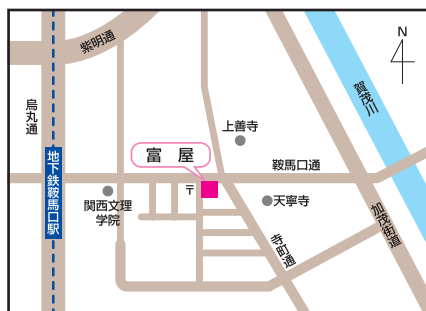 紫明通
N
烏丸通
賀茂川
上善寺
富屋
鞍馬口通
地下鉄鞍馬口駅
〒
関西文理
学院
天寧寺
加茂街道
寺町通